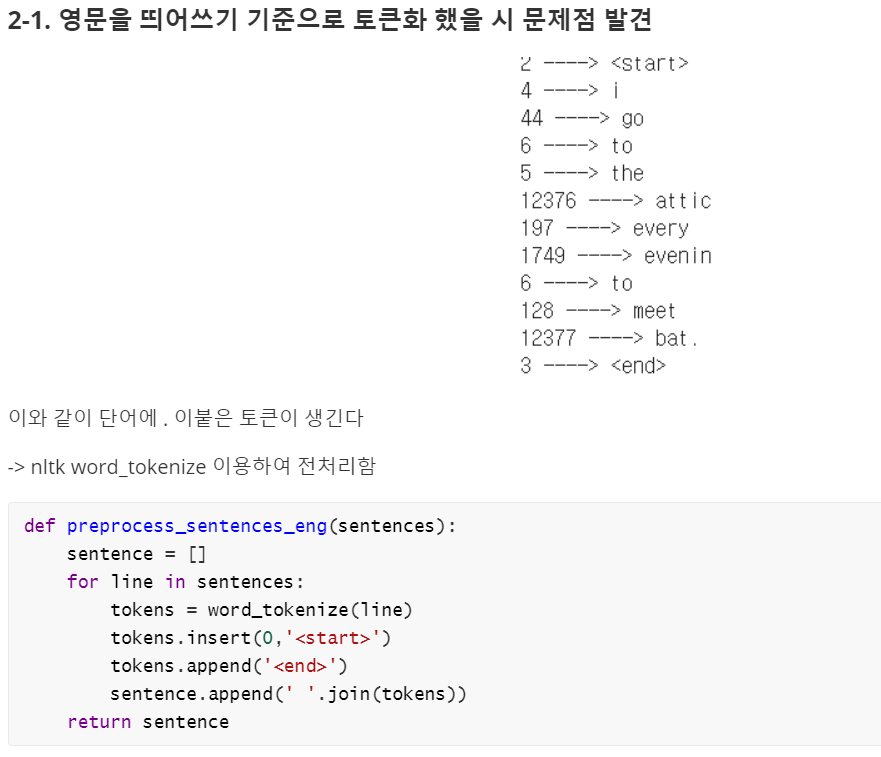 2-1. 영문을 띄어쓰기 기준으로 토큰화 했을 시 문제점 발견
2 ----> <start>
4 ----> i
44 ----> go
6 ----> to
5 ----> the
12376 ----> attic
197 ----> every
1749 ----> evenin
6 ----> to
128 ----> meet
12377 ----> bat.
3 ----> <end>
이와 같이 단어에 . 이붙은 토큰이 생긴다
-> nltk word_tokenize 이용하여 전처리함
def preprocess_sentences_eng(sentences):
    sentence = []
    for line in sentences:
        tokens = word_tokenize(line)
        tokens.insert(0,'<start>')
        tokens.append('<end>')
        sentence.append(' '.join(tokens))
    return sentence